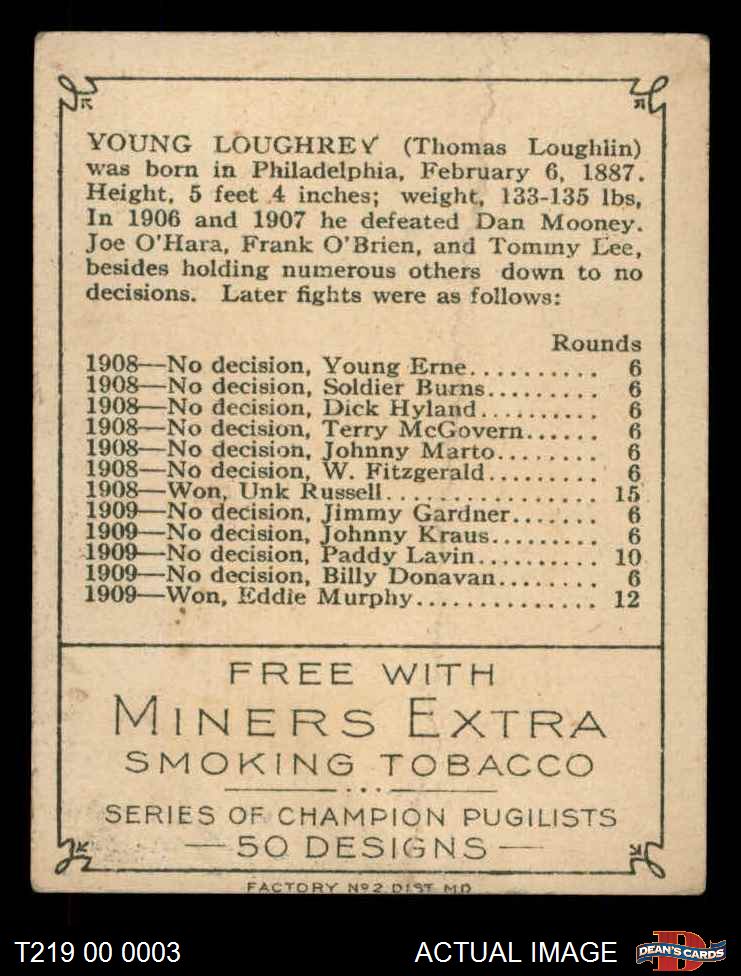 YOUNG LOUGHREY (Thomas Loughlin)
was born in Philadelphia, February 6, 1887.
Height, 5 feet 4 inches; weight, 133-135 lbs,
In 1906 and 1907 he defeated Dan Mooney.
Joe O'Hara, Frank O'Brien, and Tommy Lee,
besides holding numerous others down to no
decisions. Later fights were as follows:
Rounds
1908—No decision, Young Erne.......... 6
1908—No decision, Soldier Burns......... 6
1908—No decision, Dick Hyland.......... 6
1908—No decision, Terry McGovern...... 6
1908—No decision, Johnny Marto........ 6
1908—No decision, W. Fitzgerald......... 6
1908—Won, Unk Russell................. 15
1909—No decision, Jimmy Gardner....... 6
1909—No decision, Johnny Kraus......... 6
1909—No decision, Paddy Lavin.......... 10
1909—No decision, Billy Donavan........ 6
1909—Won, Eddie Murphy.............. 12
FREE WITH
MINERS EXTRA
SMOKING TOBACCO
SERIES OF CHAMPION PUGILISTS
—50 DESIGNS—
FACTORY Nº 2 DIST. MD
T219 00 0003 ACTUAL IMAGE DEAN'S CARDS